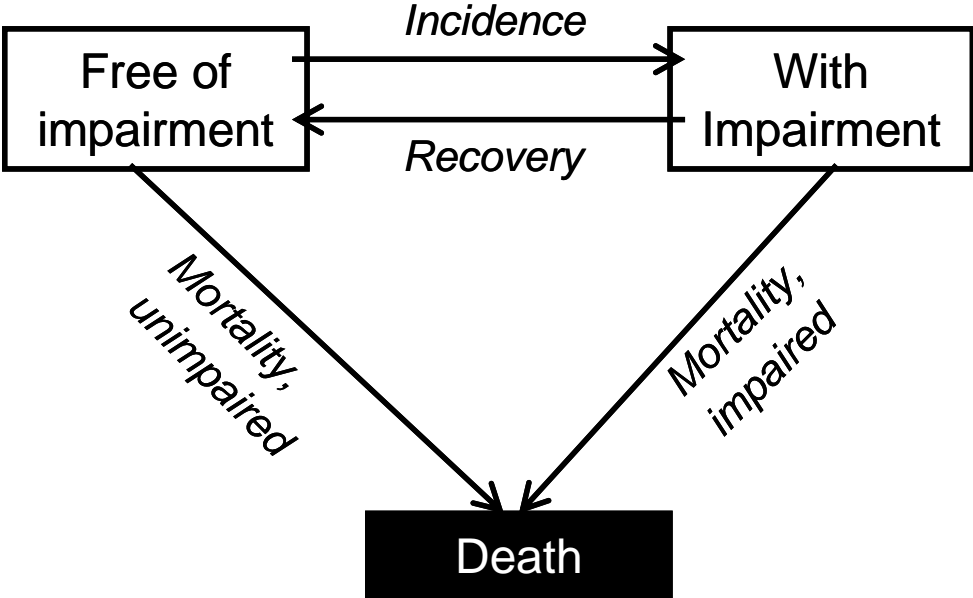 Incidence
Free of
impairment
With
Impairment
Recovery
Mortality,
unimpaired
Mortality,
impaired
Death